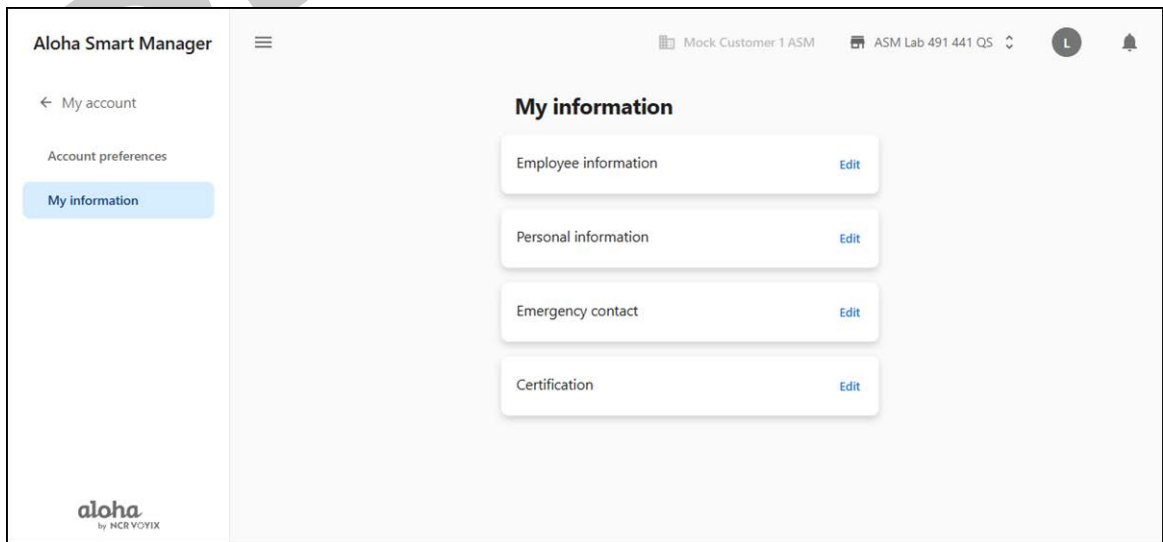 Aloha Smart Manager
Mock Customer 1 ASM
ASM Lab 491 441 QS
L
← My account
Account preferences
My information
My information
Employee information Edit
Personal information Edit
Emergency contact Edit
Certification Edit
aloha
by NCR VOYIX